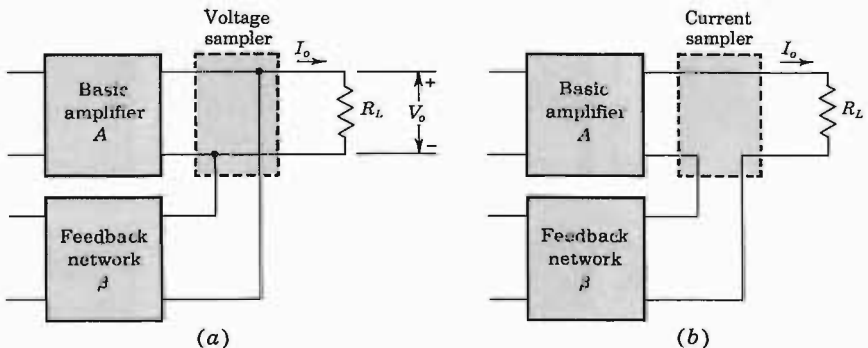 Voltage
sampler
I_o
Basic
amplifier
A
+
V_o
−
R_L
Feedback
network
β
(a)
Current
sampler
I_o
Basic
amplifier
A
R_L
Feedback
network
β
(b)